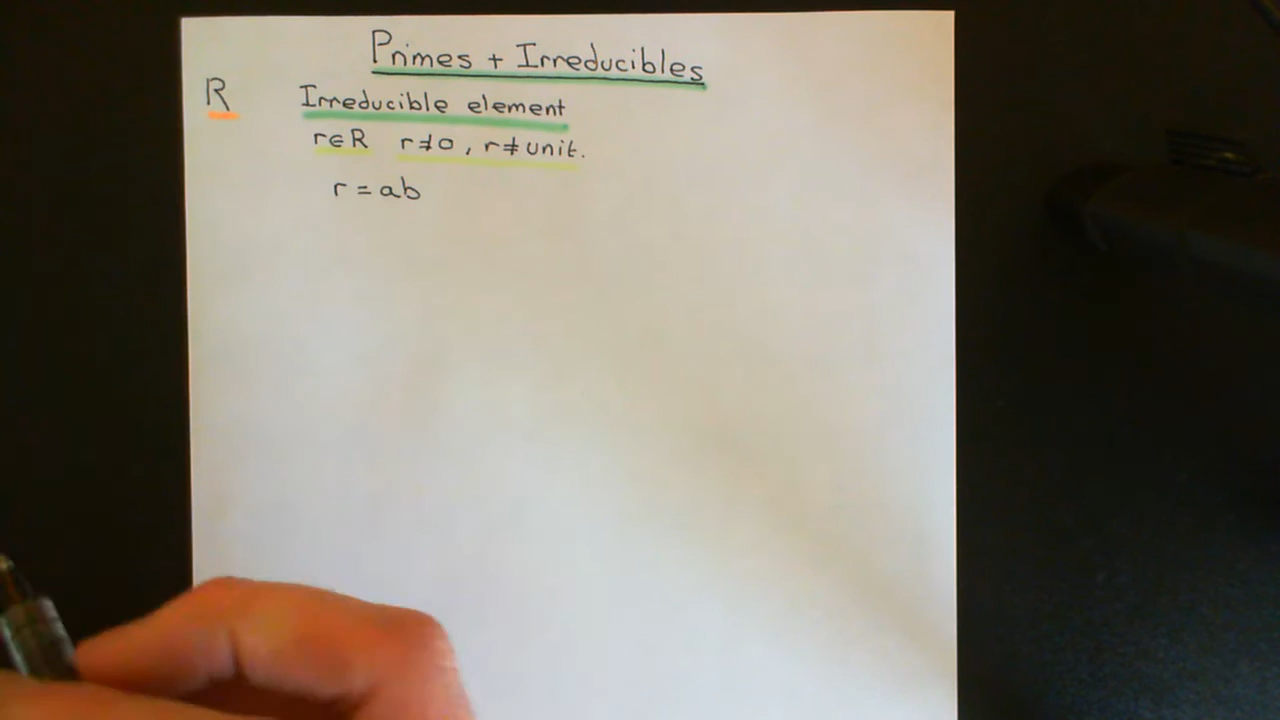 Primes + Irreducibles
R
Irreducible element
r∈R r≠0, r≠unit.
r = ab